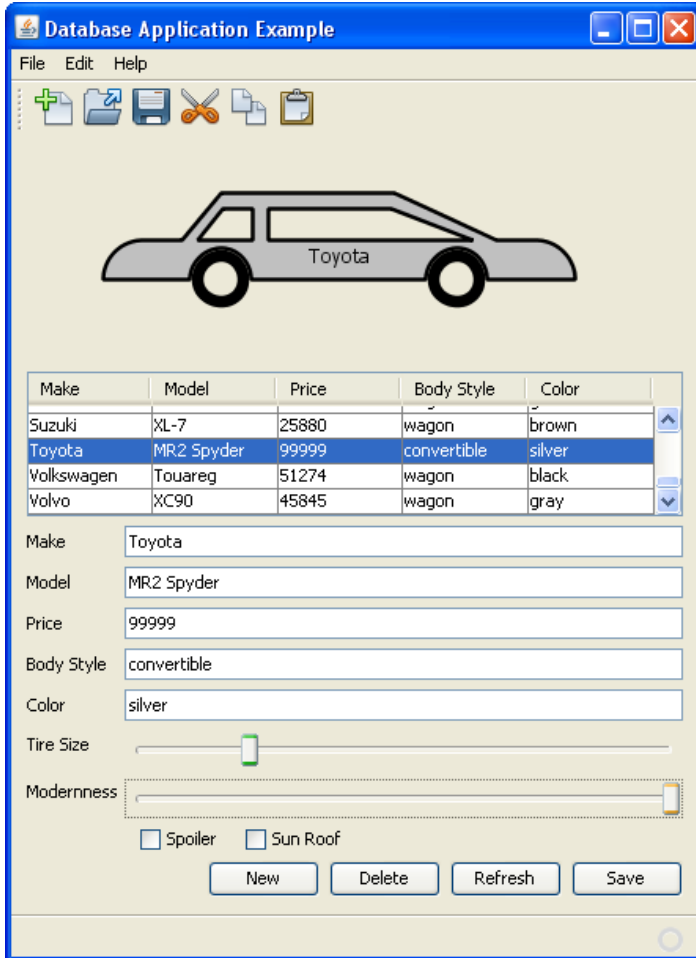 Database Application Example
File Edit Help
Toyota
Make Model Price Body Style Color
Suzuki XL-7 25880 wagon brown
Toyota MR2 Spyder 99999 convertible silver
Volkswagen Touareg 51274 wagon black
Volvo XC90 45845 wagon gray
Make Toyota
Model MR2 Spyder
Price 99999
Body Style convertible
Color silver
Tire Size
Modernness
Spoiler Sun Roof
New Delete Refresh Save